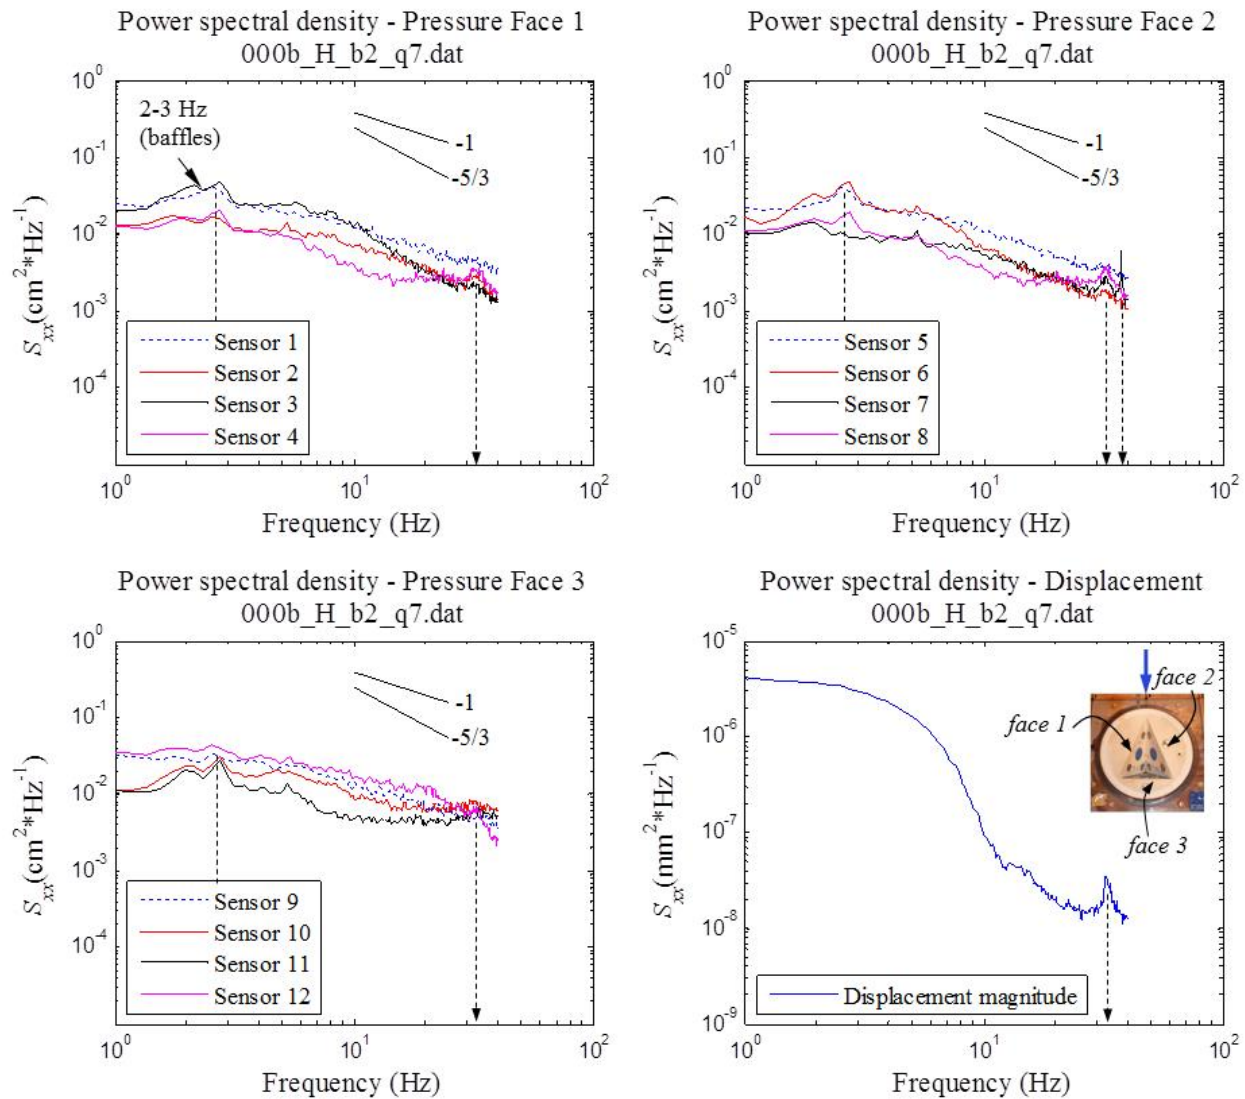 Power spectral density - Pressure Face 1
000b_H_b2_q7.dat
10^0
10^-1
10^-2
10^-3
10^-4
S_xx (cm^2*Hz^-1)
2-3 Hz
(baffles)
-1
-5/3
Sensor 1
Sensor 2
Sensor 3
Sensor 4
10^0 10^1 10^2
Frequency (Hz)
Power spectral density - Pressure Face 2
000b_H_b2_q7.dat
10^0
10^-1
10^-2
10^-3
10^-4
S_xx (cm^2*Hz^-1)
-1
-5/3
Sensor 5
Sensor 6
Sensor 7
Sensor 8
10^0 10^1 10^2
Frequency (Hz)
Power spectral density - Pressure Face 3
000b_H_b2_q7.dat
10^0
10^-1
10^-2
10^-3
10^-4
S_xx (cm^2*Hz^-1)
-1
-5/3
Sensor 9
Sensor 10
Sensor 11
Sensor 12
10^0 10^1 10^2
Frequency (Hz)
Power spectral density - Displacement
000b_H_b2_q7.dat
10^-5
10^-6
10^-7
10^-8
10^-9
S_xx (mm^2*Hz^-1)
face 2
face 1
face 3
Displacement magnitude
10^0 10^1 10^2
Frequency (Hz)